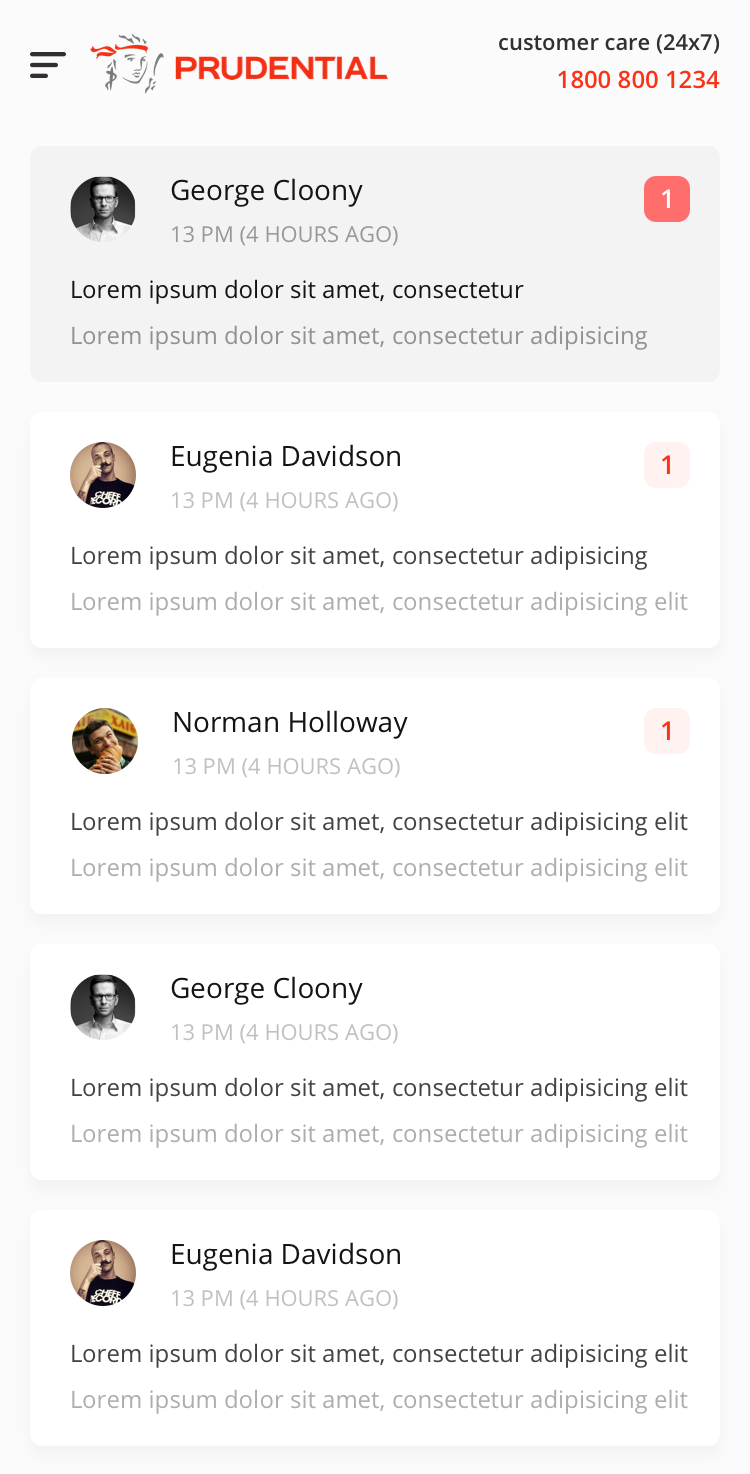 PRUDENTIAL
customer care (24x7)
1800 800 1234
George Cloony
1
13 PM (4 HOURS AGO)
Lorem ipsum dolor sit amet, consectetur
Lorem ipsum dolor sit amet, consectetur adipisicing
Eugenia Davidson
1
13 PM (4 HOURS AGO)
Lorem ipsum dolor sit amet, consectetur adipisicing
Lorem ipsum dolor sit amet, consectetur adipisicing elit
Norman Holloway
1
13 PM (4 HOURS AGO)
Lorem ipsum dolor sit amet, consectetur adipisicing elit
Lorem ipsum dolor sit amet, consectetur adipisicing elit
George Cloony
13 PM (4 HOURS AGO)
Lorem ipsum dolor sit amet, consectetur adipisicing elit
Lorem ipsum dolor sit amet, consectetur adipisicing elit
Eugenia Davidson
13 PM (4 HOURS AGO)
Lorem ipsum dolor sit amet, consectetur adipisicing elit
Lorem ipsum dolor sit amet, consectetur adipisicing elit